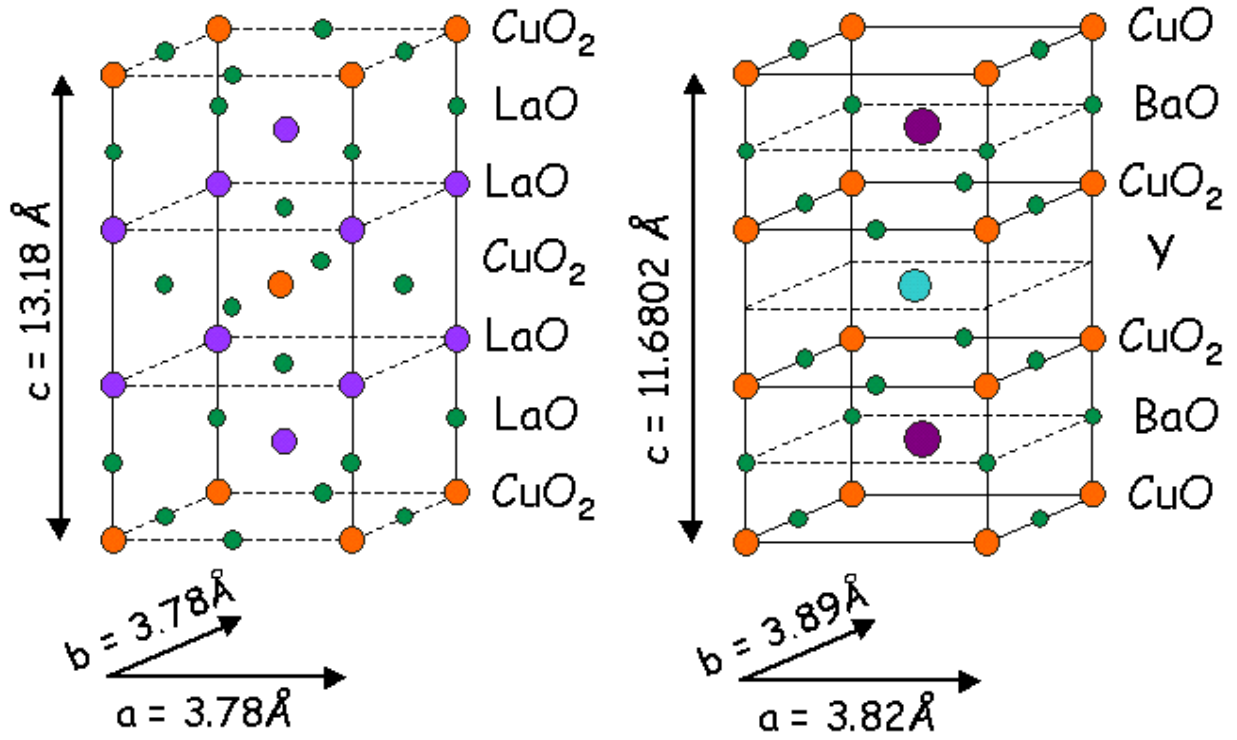 CuO₂
LaO
LaO
CuO₂
LaO
LaO
CuO₂
c = 13.18 Å
b = 3.78Å
a = 3.78Å
CuO
BaO
CuO₂
Y
CuO₂
BaO
CuO
c = 11.6802 Å
b = 3.89Å
a = 3.82Å